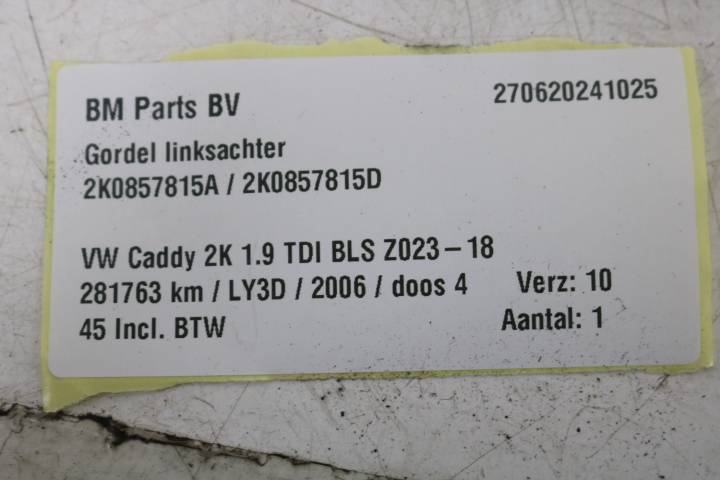 BM Parts BV 270620241025
Gordel linksachter
2K0857815A / 2K0857815D
VW Caddy 2K 1.9 TDI BLS Z023-18
281763 km / LY3D / 2006 / doos 4 Verz: 10
45 Incl. BTW Aantal: 1